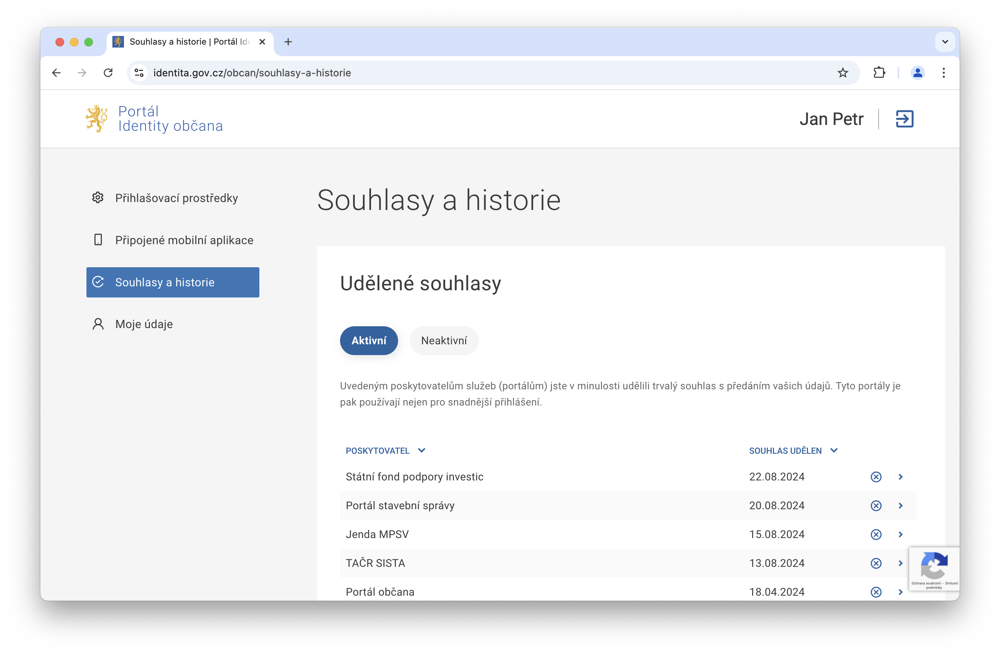 Souhlasy a historie | Portál Ide
identita.gov.cz/obcan/souhlasy-a-historie
Portál
Identity občana
Jan Petr
Přihlašovací prostředky
Připojené mobilní aplikace
Souhlasy a historie
Moje údaje
Souhlasy a historie
Udělené souhlasy
Aktivní
Neaktivní
Uvedeným poskytovatelům služeb (portálům) jste v minulosti udělili trvalý souhlas s předáním vašich údajů. Tyto portály je
pak používají nejen pro snadnější přihlášení.
POSKYTOVATEL SOUHLAS UDĚLEN
Státní fond podpory investic 22.08.2024
Portál stavební správy 20.08.2024
Jenda MPSV 15.08.2024
TAČR SISTA 13.08.2024
Portál občana 18.04.2024
Ochrana soukromí - Smluvní
podmínky